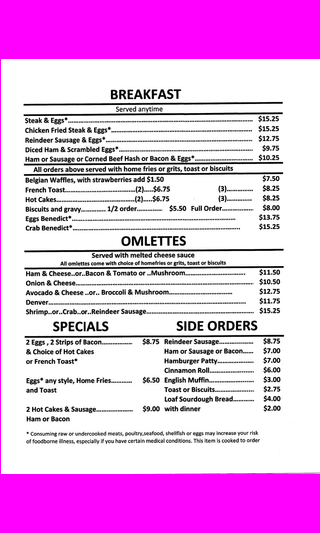 BREAKFAST
Served anytime
Steak & Eggs*........................................................... $15.25
Chicken Fried Steak & Eggs*........................................................... $15.25
Reindeer Sausage & Eggs*........................................................... $12.75
Diced Ham & Scrambled Eggs*........................................................... $9.75
Ham or Sausage or Corned Beef Hash or Bacon & Eggs*........................ $10.25
All orders above served with home fries or grits, toast or biscuits
Belgian Waffles, with strawberries add $1.50 $7.50
French Toast........................(2).....$6.75 (3)............... $8.25
Hot Cakes...........................(2).....$6.75 (3)............... $8.25
Biscuits and gravy............ 1/2 order............. $5.50 Full Order........ $8.00
Eggs Benedict*........................................................... $13.75
Crab Benedict*........................................................... $15.25
OMLETTES
Served with melted cheese sauce
All omlettes come with choice of homefries or grits, toast or biscuits
Ham & Cheese..or..Bacon & Tomato or ..Mushroom........................ $11.50
Onion & Cheese........................................................... $10.50
Avocado & Cheese ..or.. Broccoli & Mushroom........................ $12.75
Denver........................................................... $11.75
Shrimp..or..Crab..or..Reindeer Sausage........................ $15.25
SPECIALS
2 Eggs , 2 Strips of Bacon............... $8.75
& Choice of Hot Cakes
or French Toast*
Eggs* any style, Home Fries.......... $6.50
and Toast
2 Hot Cakes & Sausage.................. $9.00
Ham or Bacon
SIDE ORDERS
Reindeer Sausage............... $8.75
Ham or Sausage or Bacon...... $7.00
Hamburger Patty............... $7.00
Cinnamon Roll.................. $6.00
English Muffin.................. $3.00
Toast or Biscuits............... $2.75
Loaf Sourdough Bread.......... $4.00
with dinner $2.00
* Consuming raw or undercooked meats, poultry,seafood, shellfish or eggs may increase your risk
of foodborne illness, especially if you have certain medical conditions. This item is cooked to order